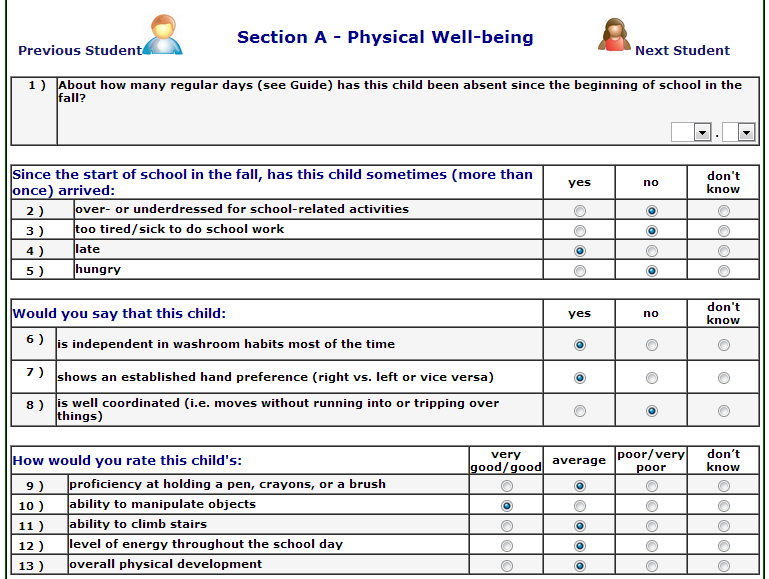 Previous Student
Section A - Physical Well-being
Next Student
1 ) About how many regular days (see Guide) has this child been absent since the beginning of school in the
fall?
.
Since the start of school in the fall, has this child sometimes (more than
once) arrived:
yes
no
don't
know
2 ) over- or underdressed for school-related activities
3 ) too tired/sick to do school work
4 ) late
5 ) hungry
Would you say that this child:
yes
no
don't
know
6 ) is independent in washroom habits most of the time
7 ) shows an established hand preference (right vs. left or vice versa)
8 ) is well coordinated (i.e. moves without running into or tripping over
things)
How would you rate this child's:
very
good/good
average
poor/very
poor
don't
know
9 ) proficiency at holding a pen, crayons, or a brush
10 ) ability to manipulate objects
11 ) ability to climb stairs
12 ) level of energy throughout the school day
13 ) overall physical development